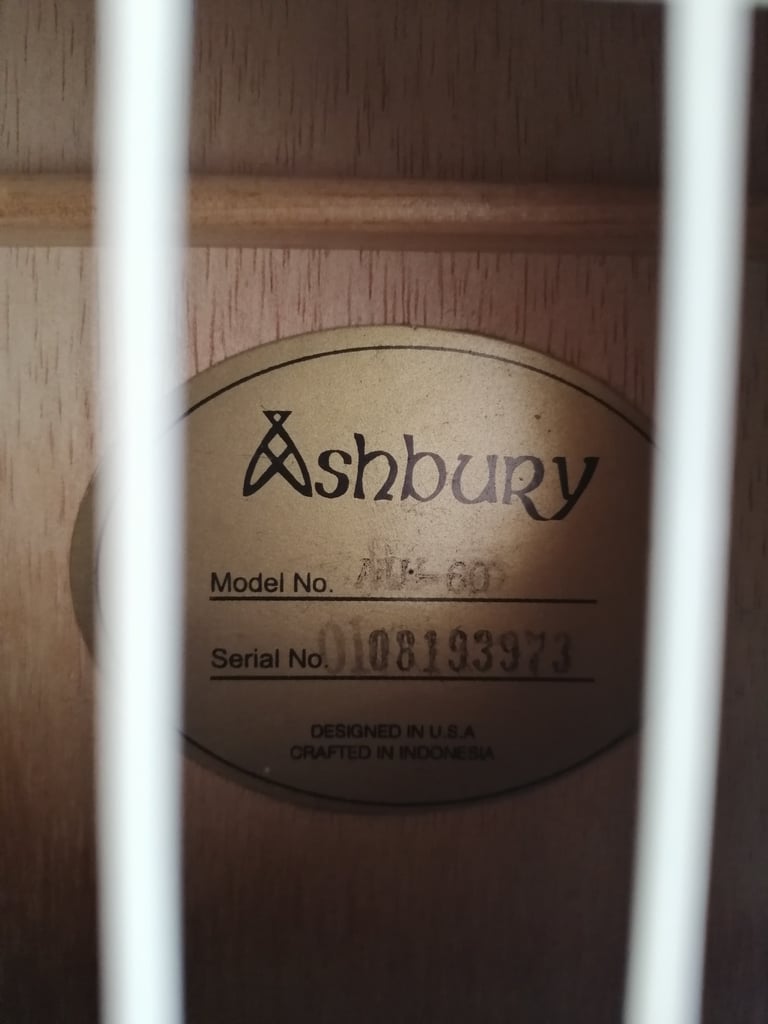 Ashbury
Model No.
Serial No. 0108193973
DESIGNED IN U.S.A
CRAFTED IN INDONESIA